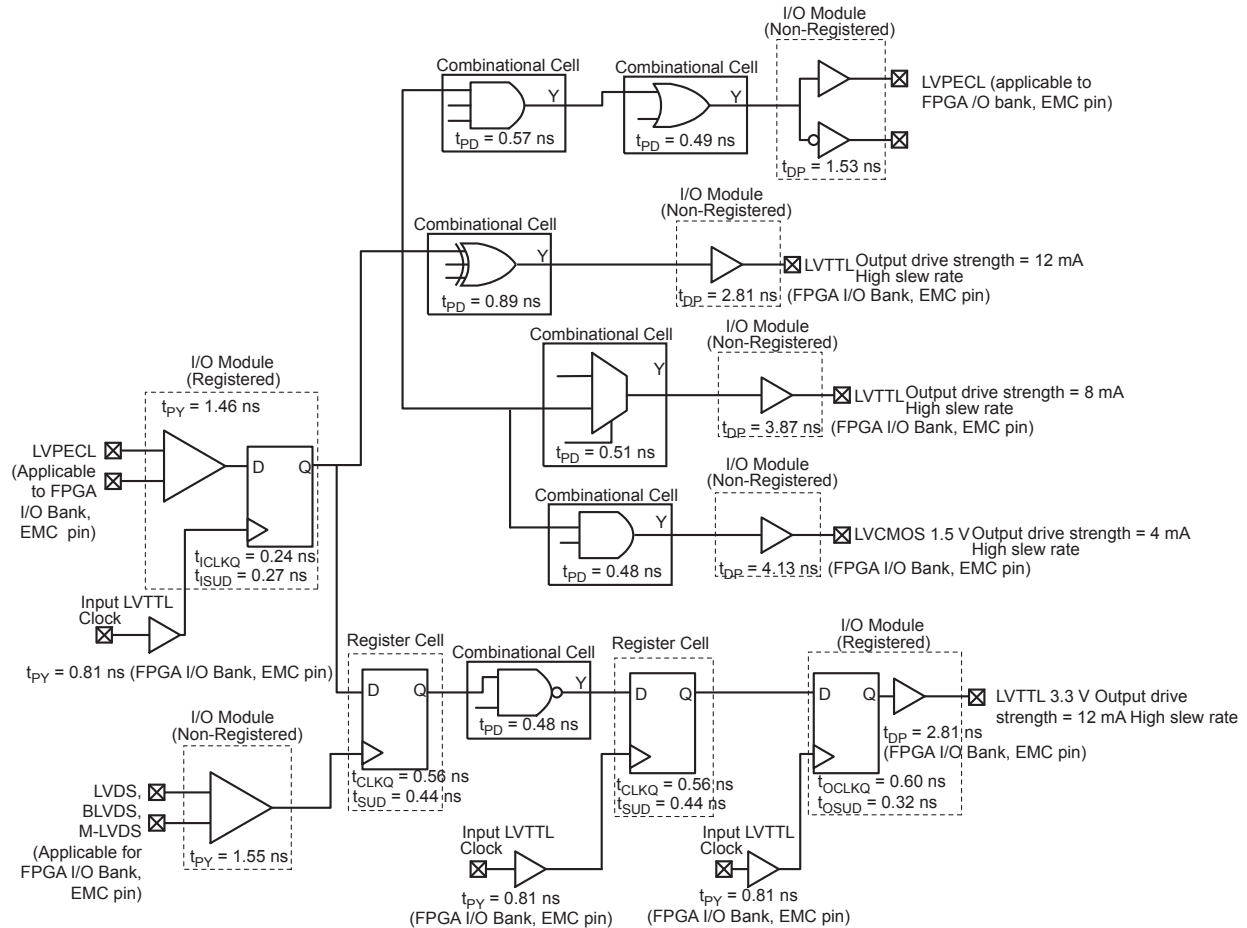 I/O Module
(Non-Registered)
Combinational Cell
Y
tPD = 0.57 ns
Combinational Cell
Y
tPD = 0.49 ns
tDP = 1.53 ns
LVPECL (applicable to
FPGA /O bank, EMC pin)
I/O Module
(Non-Registered)
Combinational Cell
Y
tPD = 0.89 ns
tDP = 2.81 ns
LVTTL Output drive strength = 12 mA
High slew rate
(FPGA I/O Bank, EMC pin)
I/O Module
(Non-Registered)
Combinational Cell
Y
tPD = 0.51 ns
tDP = 3.87 ns
LVTTL Output drive strength = 8 mA
High slew rate
(FPGA I/O Bank, EMC pin)
I/O Module
(Registered)
tPY = 1.46 ns
LVPECL
(Applicable
to FPGA
I/O Bank,
EMC pin)
D
Q
tICLKQ = 0.24 ns
tISUD = 0.27 ns
I/O Module
(Non-Registered)
Combinational Cell
Y
tPD = 0.48 ns
tDP = 4.13 ns
LVCMOS 1.5 V Output drive strength = 4 mA
High slew rate
(FPGA I/O Bank, EMC pin)
Input LVTTL
Clock
tPY = 0.81 ns (FPGA I/O Bank, EMC pin)
Register Cell
D
Q
tCLKQ = 0.56 ns
tSUD = 0.44 ns
Combinational Cell
Y
tPD = 0.48 ns
Register Cell
D
Q
tCLKQ = 0.56 ns
tSUD = 0.44 ns
I/O Module
(Registered)
D
Q
tDP = 2.81 ns
(FPGA I/O Bank, EMC pin)
tOCLKQ = 0.60 ns
tOSUD = 0.32 ns
LVTTL 3.3 V Output drive
strength = 12 mA High slew rate
I/O Module
(Non-Registered)
LVDS,
BLVDS,
M-LVDS
(Applicable for
FPGA I/O Bank,
EMC pin)
tPY = 1.55 ns
Input LVTTL
Clock
tPY = 0.81 ns
(FPGA I/O Bank, EMC pin)
Input LVTTL
Clock
tPY = 0.81 ns
(FPGA I/O Bank, EMC pin)